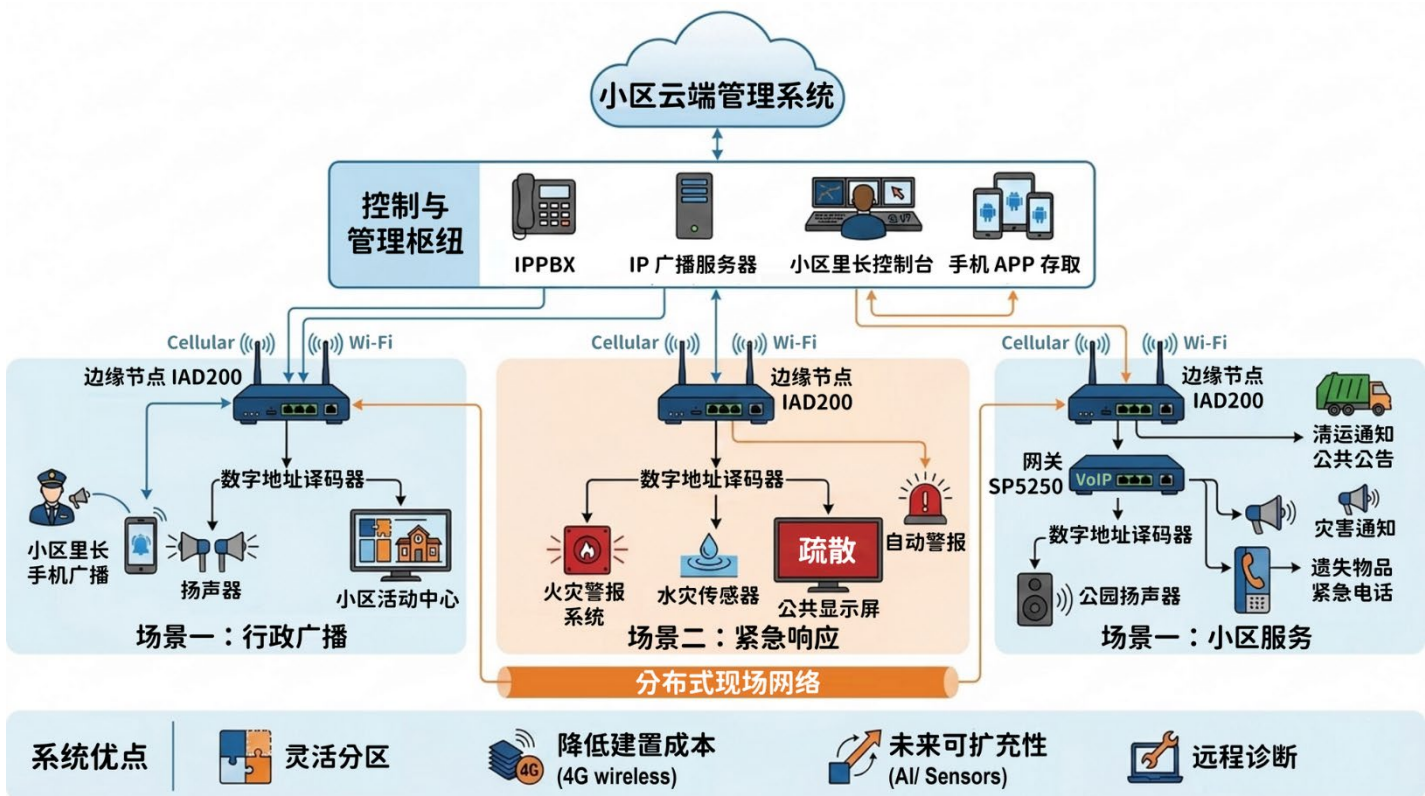 小区云端管理系统
控制与
管理枢纽
IPPBX
IP 广播服务器
小区里长控制台
手机 APP 存取
Cellular
Wi-Fi
边缘节点 IAD200
数字地址译码器
小区里长
手机广播
扬声器
小区活动中心
场景一：行政广播
Cellular
Wi-Fi
边缘节点
IAD200
数字地址译码器
火灾警报
系统
水灾传感器
疏散
公共显示屏
自动警报
场景二：紧急响应
Cellular
Wi-Fi
边缘节点
IAD200
清运通知
公共公告
网关
SP5250
VoIP
数字地址译码器
灾害通知
公园扬声器
遗失物品
紧急电话
场景一：小区服务
分布式现场网络
系统优点
灵活分区
4G
降低建置成本
(4G wireless)
未来可扩充性
(AI/ Sensors)
远程诊断